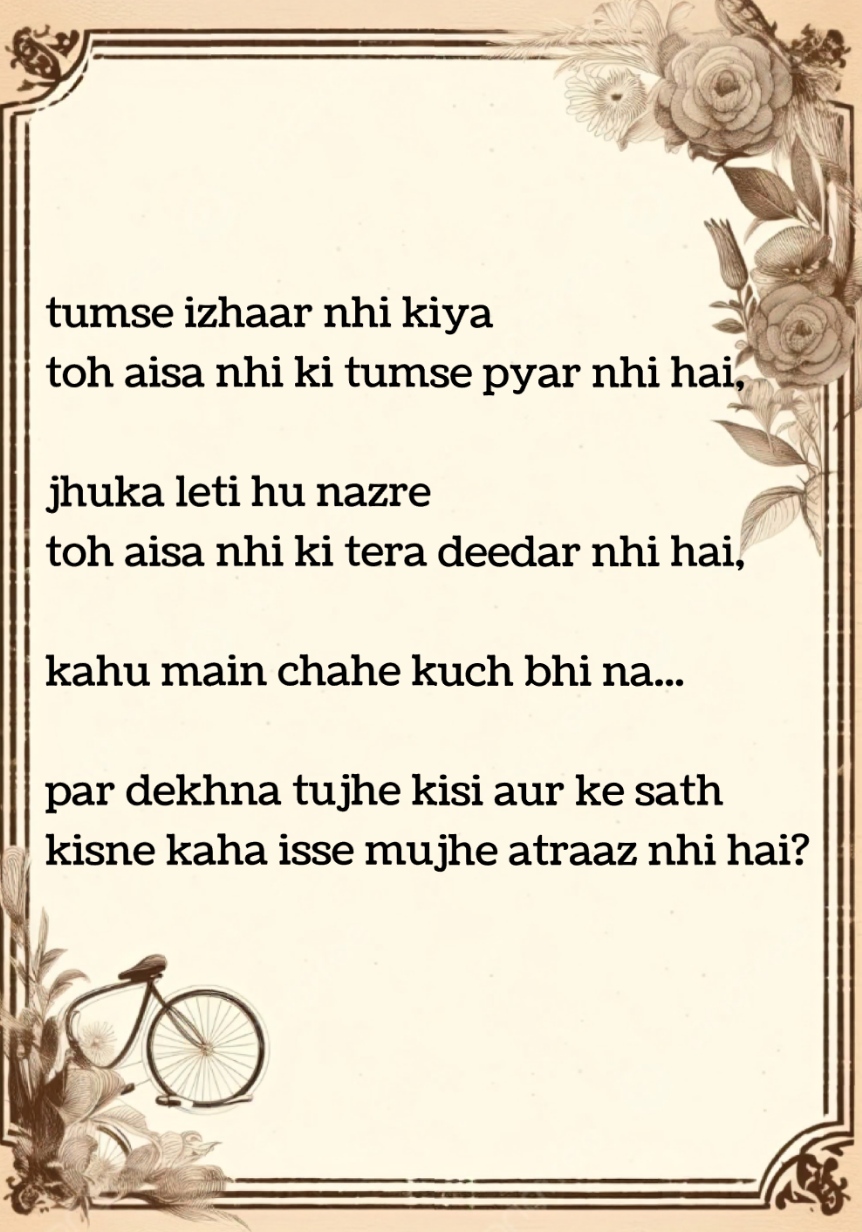 tumse izhaar nhi kiya
toh aisa nhi ki tumse pyar nhi hai,
jhuka leti hu nazre
toh aisa nhi ki tera deedar nhi hai,
kahu main chahe kuch bhi na...
par dekhna tujhe kisi aur ke sath
kisne kaha isse mujhe atraaz nhi hai?